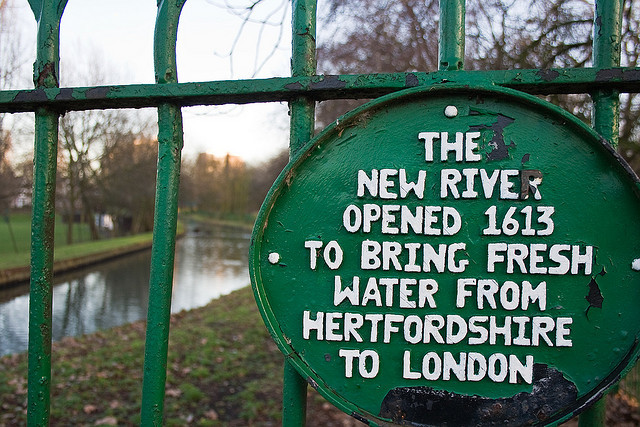 THE
NEW RIVER
OPENED 1613
TO BRING FRESH
WATER FROM
HERTFORDSHIRE
TO LONDON